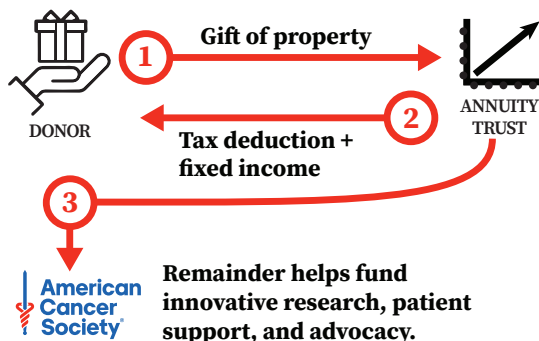 1
Gift of property
DONOR
ANNUITY
TRUST
2
Tax deduction +
fixed income
3
American
Cancer
Society®
Remainder helps fund
innovative research, patient
support, and advocacy.